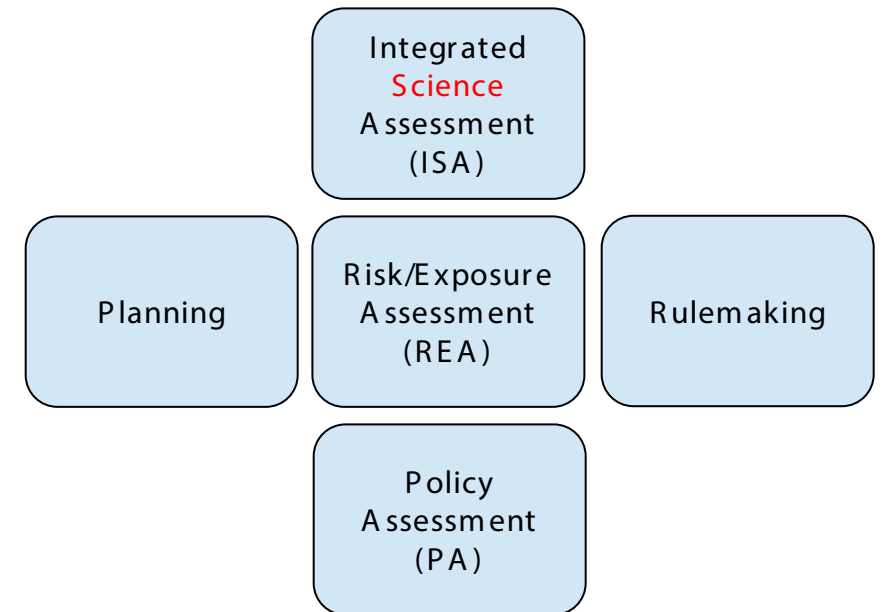 Integrated
Science
Assessment
(ISA)
Planning
Risk/Exposure
Assessment
(REA)
Rulemaking
Policy
Assessment
(PA)